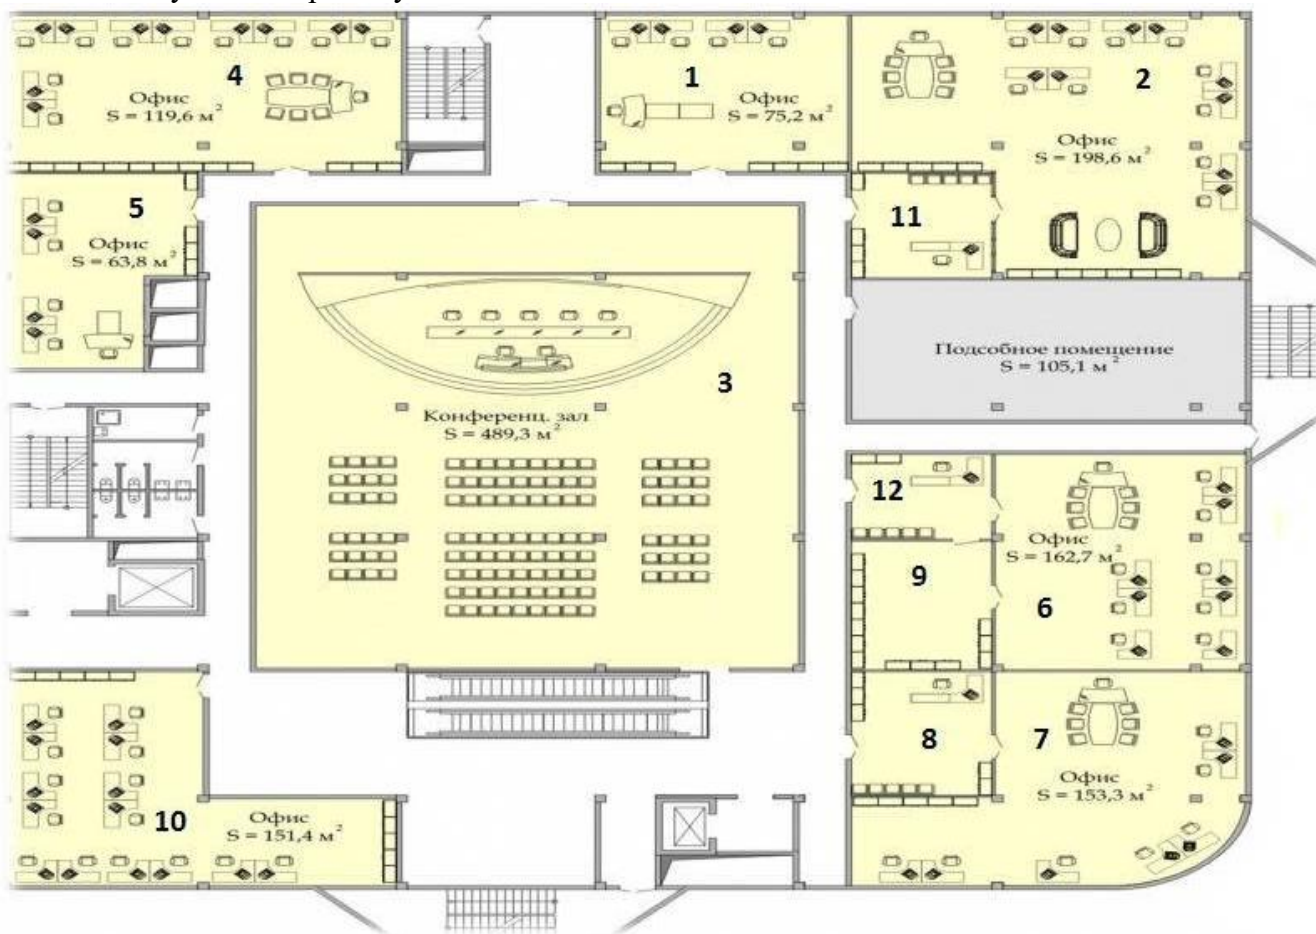 4
Офис
S = 119,6 м²
1
Офис
S = 75,2 м²
2
Офис
S = 198,6 м²
5
Офис
S = 63,8 м²
11
Подсобное помещение
S = 105,1 м²
3
Конференц. зал
S = 489,3 м²
12
Офис
S = 162,7 м²
9
6
8
7
Офис
S = 153,3 м²
10
Офис
S = 151,4 м²